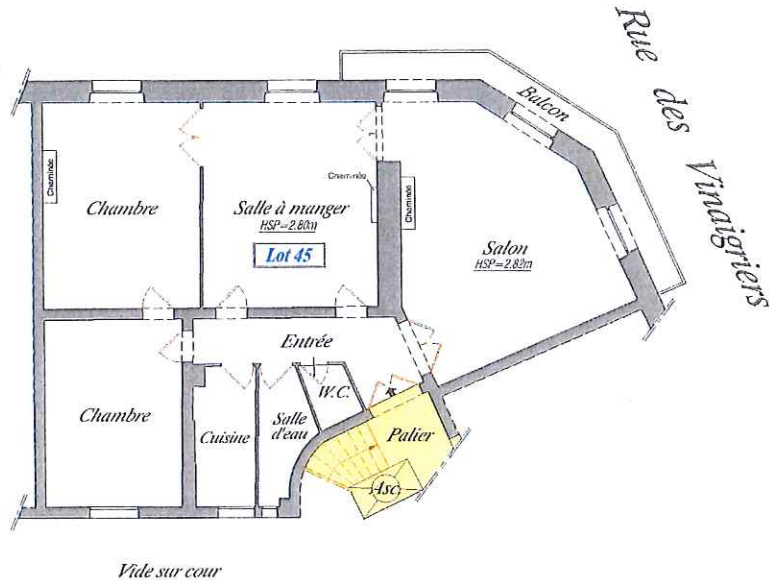 Rue des Vinaigriers
Balcon
Cheminée
Chambre
Cheminée
Salle à manger
HSP=2.80m
Lot 45
Cheminée
Salon
HSP=2.82m
Entrée
Chambre
Cuisine
Salle
d'eau
W.C.
Palier
Asc.
Vide sur cour